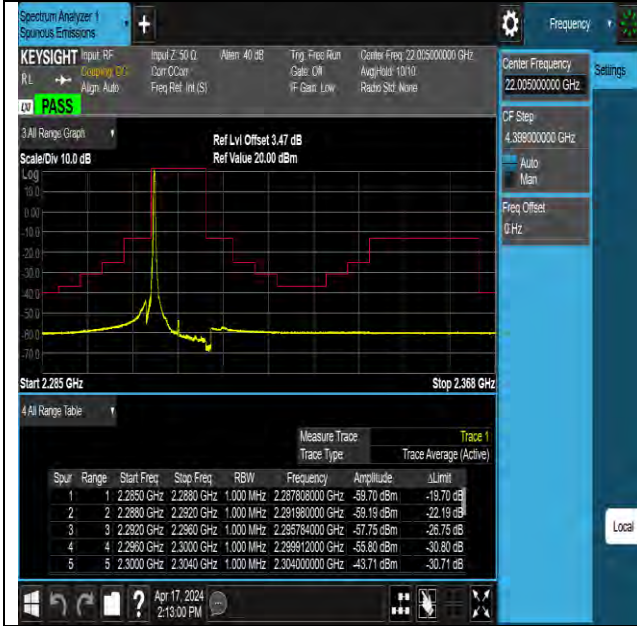 Spectrum Analyzer 1
Spurious Emissions
+
Frequency
KEYSIGHT Input: RF Input Z: 50 Ω Atten: 40 dB Trig: Free Run Center Freq: 22.005000000 GHz
RL Coupling: DC Corr CCorr Gate: Off Avg|Hold: 10/10
Align: Auto Freq Ref: Int (S) IF Gain: Low Radio Std: None
LXI PASS
Center Frequency
22.005000000 GHz
Settings
CF Step
4.399000000 GHz
Auto
Man
Freq Offset
0 Hz
3 All Range Graph
Ref Lvl Offset 3.47 dB
Scale/Div 10.0 dB Ref Value 20.00 dBm
Log
10.0
0.00
-10.0
-20.0
-30.0
-40.0
-50.0
-60.0
-70.0
Start 2.285 GHz Stop 2.368 GHz
4 All Range Table
Measure Trace Trace 1
Trace Type Trace Average (Active)
Spur Range Start Freq Stop Freq RBW Frequency Amplitude ΔLimit
1 1 2.2850 GHz 2.2880 GHz 1.000 MHz 2.287808000 GHz -59.70 dBm -19.70 dB
2 2 2.2880 GHz 2.2920 GHz 1.000 MHz 2.291980000 GHz -59.19 dBm -22.19 dB
3 3 2.2920 GHz 2.2960 GHz 1.000 MHz 2.295784000 GHz -57.75 dBm -26.75 dB
4 4 2.2960 GHz 2.3000 GHz 1.000 MHz 2.299912000 GHz -55.80 dBm -30.80 dB
5 5 2.3000 GHz 2.3040 GHz 1.000 MHz 2.304000000 GHz -43.71 dBm -30.71 dB
Local
?
Apr 17, 2024
2:13:00 PM